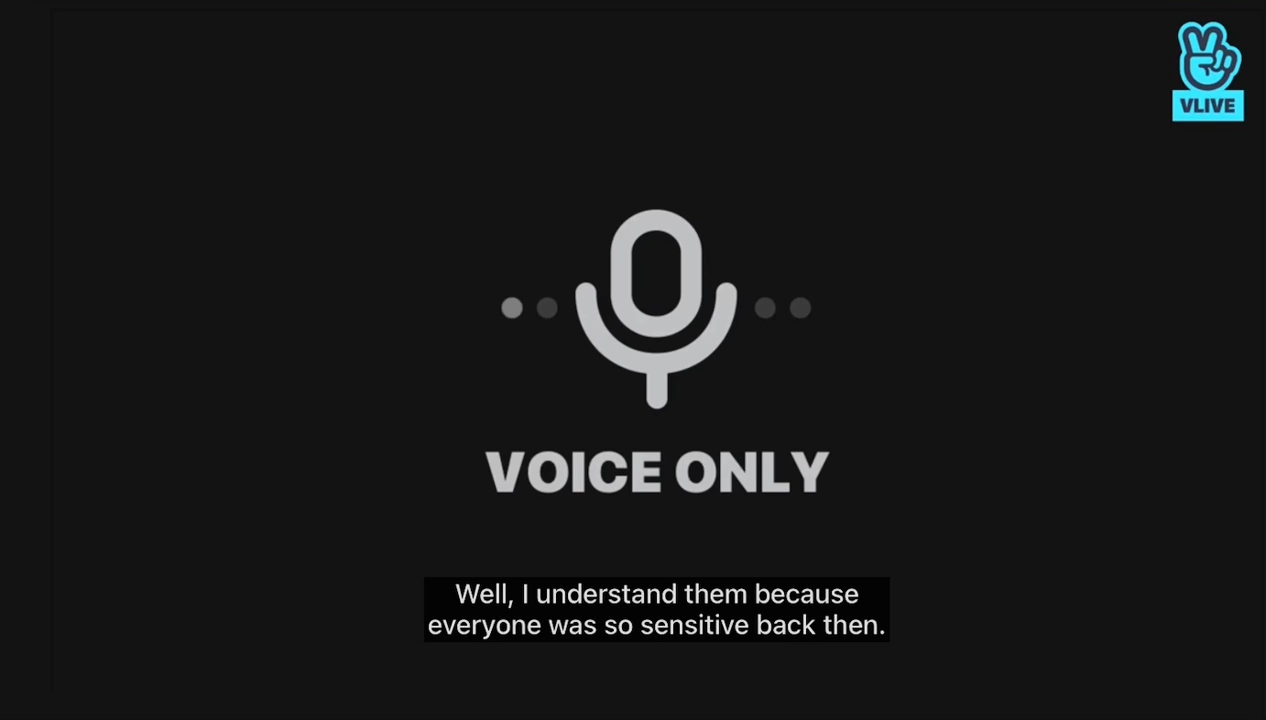 VLIVE
VOICE ONLY
Well, I understand them because
everyone was so sensitive back then.